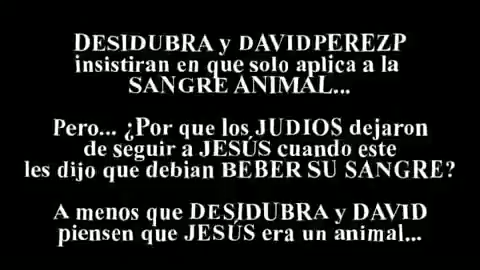 DESIDUBRA y DAVIDPEREZP
insistiran en que solo aplica a la
SANGRE ANIMAL...
Pero... ¿Por que los JUDIOS dejaron
de seguir a JESÚS cuando este
les dijo que debian BEBER SU SANGRE?
A menos que DESIDUBRA y DAVID
piensen que JESÚS era un animal...